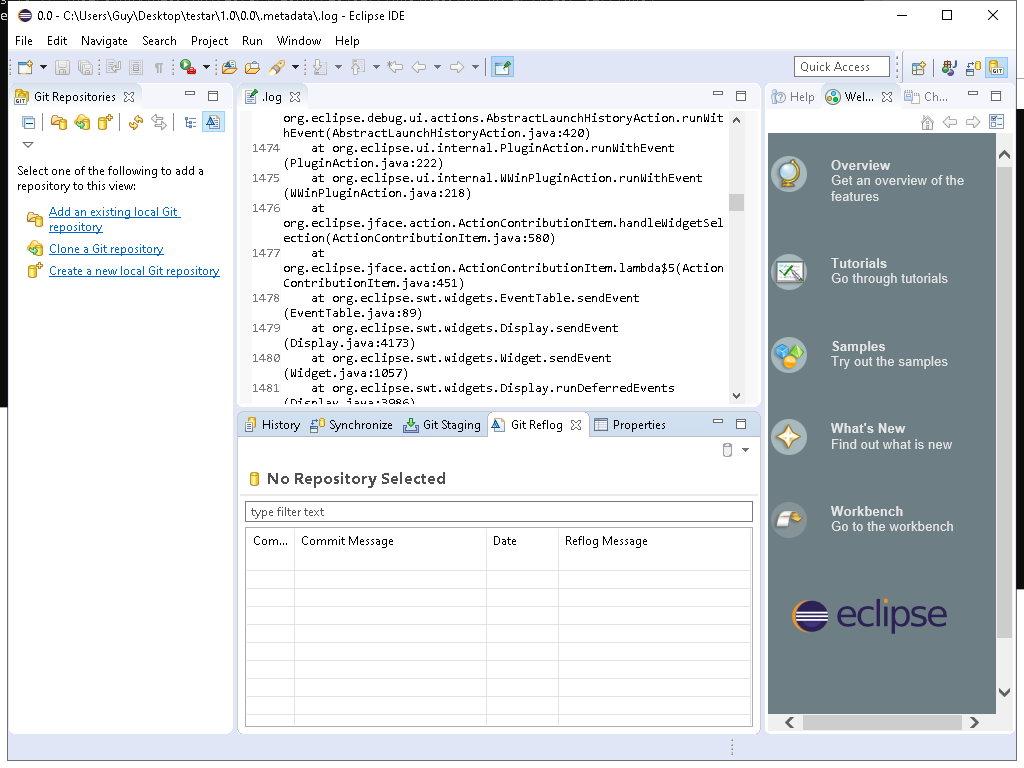 0.0 - C:\Users\Guy\Desktop\testar\1.0\0.0\.metadata\.log - Eclipse IDE
File Edit Navigate Search Project Run Window Help
Quick Access
GIT
Git Repositories
Select one of the following to add a
repository to this view:
Add an existing local Git
repository
Clone a Git repository
Create a new local Git repository
.log
org.eclipse.debug.ui.actions.AbstractLaunchHistoryAction.runWit
hEvent(AbstractLaunchHistoryAction.java:420)
1474 at org.eclipse.ui.internal.PluginAction.runWithEvent
(PluginAction.java:222)
1475 at org.eclipse.ui.internal.WWinPluginAction.runWithEvent
(WWinPluginAction.java:218)
1476 at
org.eclipse.jface.action.ActionContributionItem.handleWidgetSel
ection(ActionContributionItem.java:580)
1477 at
org.eclipse.jface.action.ActionContributionItem.lambda$5(Action
ContributionItem.java:451)
1478 at org.eclipse.swt.widgets.EventTable.sendEvent
(EventTable.java:89)
1479 at org.eclipse.swt.widgets.Display.sendEvent
(Display.java:4173)
1480 at org.eclipse.swt.widgets.Widget.sendEvent
(Widget.java:1057)
1481 at org.eclipse.swt.widgets.Display.runDeferredEvents
(Display.java:3986)
History Synchronize Git Staging Git Reflog Properties
No Repository Selected
type filter text
Com... Commit Message Date Reflog Message
Help Wel... Ch...
Overview
Get an overview of the
features
Tutorials
Go through tutorials
Samples
Try out the samples
What's New
Find out what is new
Workbench
Go to the workbench
eclipse